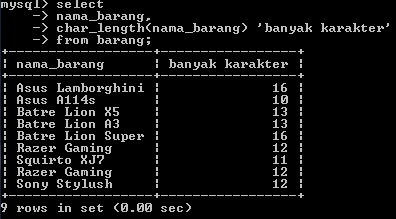 mysql> select
    -> nama_barang,
    -> char_length(nama_barang) 'banyak karakter'
    -> from barang;
+------------------+-----------------+
| nama_barang      | banyak karakter |
+------------------+-----------------+
| Asus Lamborghini |              16 |
| Asus A114s       |              10 |
| Batre Lion X5    |              13 |
| Batre Lion A3    |              13 |
| Batre Lion Super |              16 |
| Razer Gaming     |              12 |
| Squirto XJ7      |              11 |
| Razer Gaming     |              12 |
| Sony Stylush     |              12 |
+------------------+-----------------+
9 rows in set (0.00 sec)